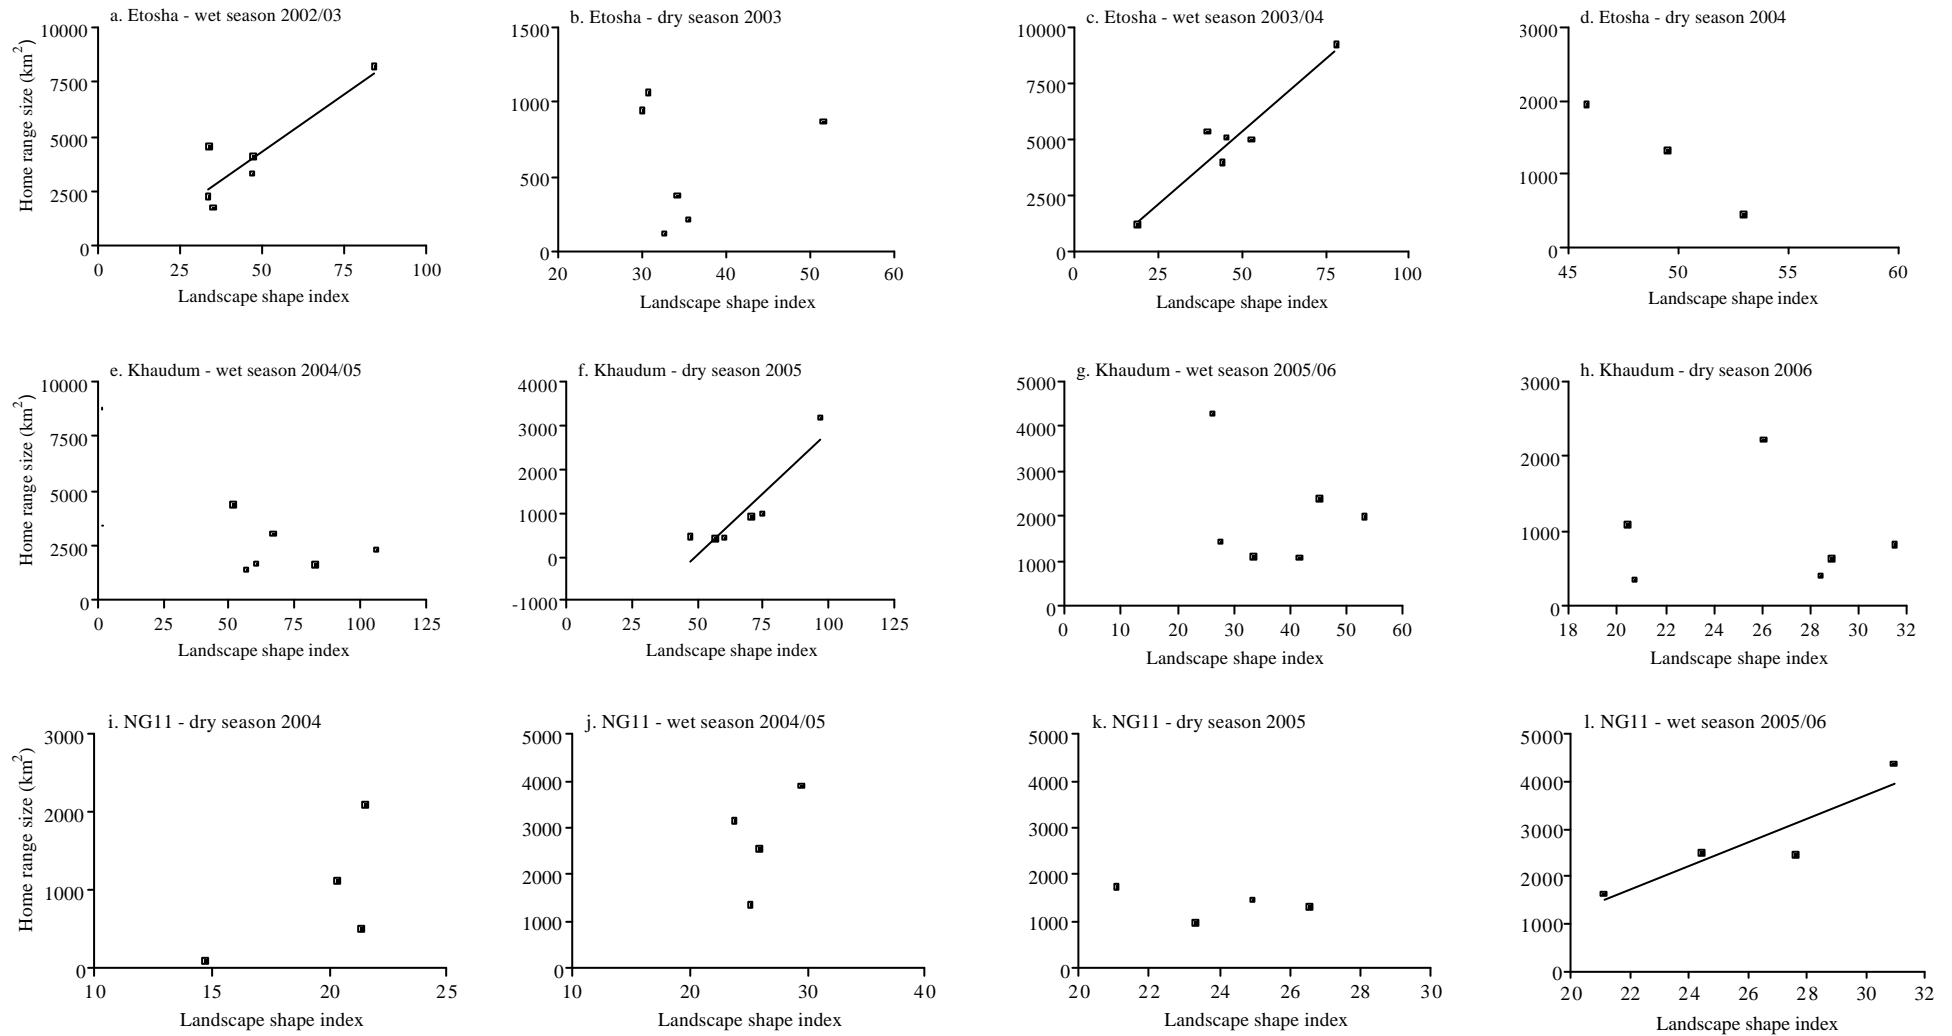 a. Etosha - wet season 2002/03
Home range size (km²)
10000
7500
5000
2500
0
0 25 50 75 100
Landscape shape index
b. Etosha - dry season 2003
1500
1000
500
0
20 30 40 50 60
Landscape shape index
c. Etosha - wet season 2003/04
10000
7500
5000
2500
0
0 25 50 75 100
Landscape shape index
d. Etosha - dry season 2004
3000
2000
1000
0
45 50 55 60
Landscape shape index
e. Khaudum - wet season 2004/05
Home range size (km²)
10000
7500
5000
2500
0
0 25 50 75 100 125
Landscape shape index
f. Khaudum - dry season 2005
4000
3000
2000
1000
0
-1000
0 25 50 75 100 125
Landscape shape index
g. Khaudum - wet season 2005/06
5000
4000
3000
2000
1000
0
0 10 20 30 40 50 60
Landscape shape index
h. Khaudum - dry season 2006
3000
2000
1000
0
18 20 22 24 26 28 30 32
Landscape shape index
i. NG11 - dry season 2004
Home range size (km²)
3000
2000
1000
0
10 15 20 25
Landscape shape index
j. NG11 - wet season 2004/05
5000
4000
3000
2000
1000
0
10 20 30 40
Landscape shape index
k. NG11 - dry season 2005
5000
4000
3000
2000
1000
0
20 22 24 26 28 30
Landscape shape index
l. NG11 - wet season 2005/06
5000
4000
3000
2000
1000
0
20 22 24 26 28 30 32
Landscape shape index